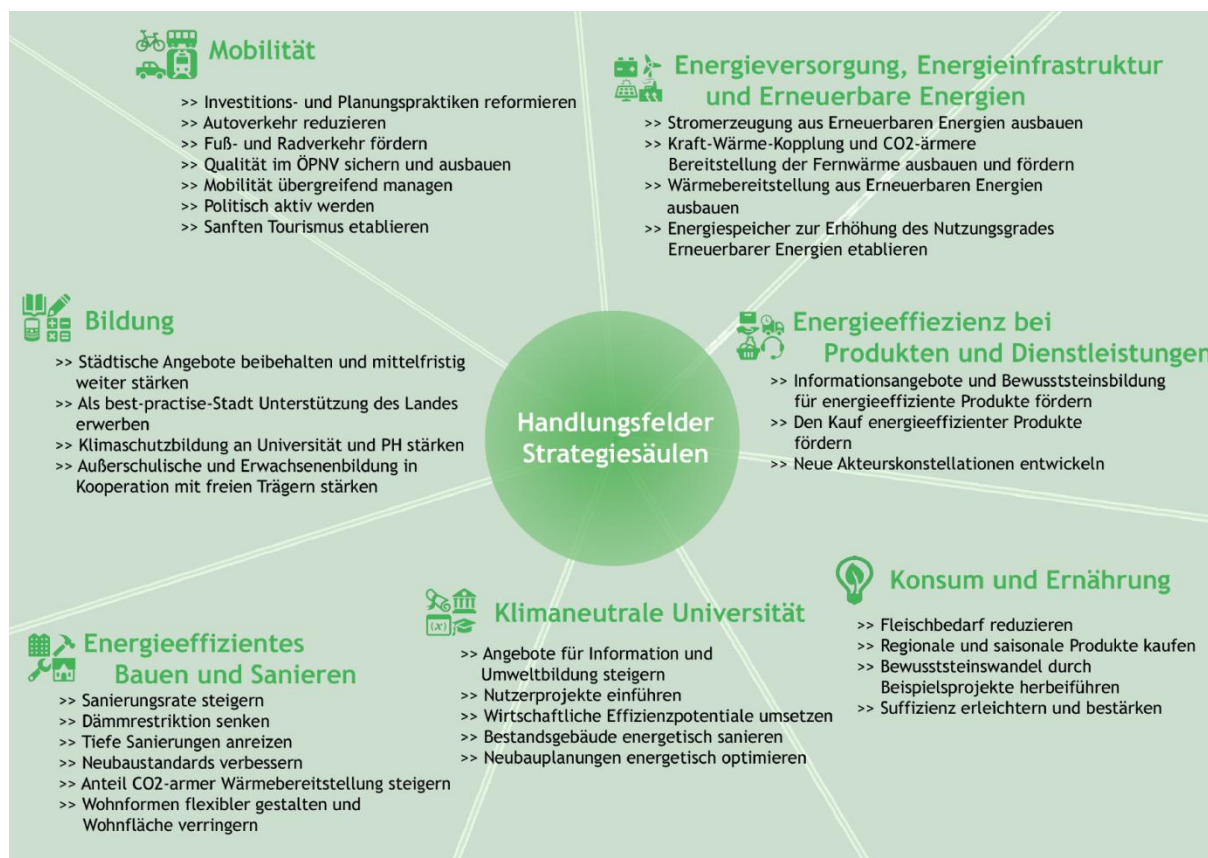 Mobilität
>> Investitions- und Planungspraktiken reformieren
>> Autoverkehr reduzieren
>> Fuß- und Radverkehr fördern
>> Qualität im ÖPNV sichern und ausbauen
>> Mobilität übergreifend managen
>> Politisch aktiv werden
>> Sanften Tourismus etablieren
Energieversorgung, Energieinfrastruktur
und Erneuerbare Energien
>> Stromerzeugung aus Erneuerbaren Energien ausbauen
>> Kraft-Wärme-Kopplung und CO2-ärmere
Bereitstellung der Fernwärme ausbauen und fördern
>> Wärmebereitstellung aus Erneuerbaren Energien
ausbauen
>> Energiespeicher zur Erhöhung des Nutzungsgrades
Erneuerbarer Energien etablieren
Bildung
>> Städtische Angebote beibehalten und mittelfristig
weiter stärken
>> Als best-practise-Stadt Unterstützung des Landes
erwerben
>> Klimaschutzbildung an Universität und PH stärken
>> Außerschulische und Erwachsenenbildung in
Kooperation mit freien Trägern stärken
Handlungsfelder
Strategiesäulen
Energieeffiezienz bei
Produkten und Dienstleistungen
>> Informationsangebote und Bewusststeinsbildung
für energieeffiziente Produkte fördern
>> Den Kauf energieeffizienter Produkte
fördern
>> Neue Akteurskonstellationen entwickeln
Energieeffizientes
Bauen und Sanieren
>> Sanierungsrate steigern
>> Dämmrestriktion senken
>> Tiefe Sanierungen anreizen
>> Neubaustandards verbessern
>> Anteil CO2-armer Wärmebereitstellung steigern
>> Wohnformen flexibler gestalten und
Wohnfläche verringern
(x)
Klimaneutrale Universität
>> Angebote für Information und
Umweltbildung steigern
>> Nutzerprojekte einführen
>> Wirtschaftliche Effizienzpotentiale umsetzen
>> Bestandsgebäude energetisch sanieren
>> Neubauplanungen energetisch optimieren
Konsum und Ernährung
>> Fleischbedarf reduzieren
>> Regionale und saisonale Produkte kaufen
>> Bewusststeinswandel durch
Beispielsprojekte herbeiführen
>> Suffizienz erleichtern und bestärken